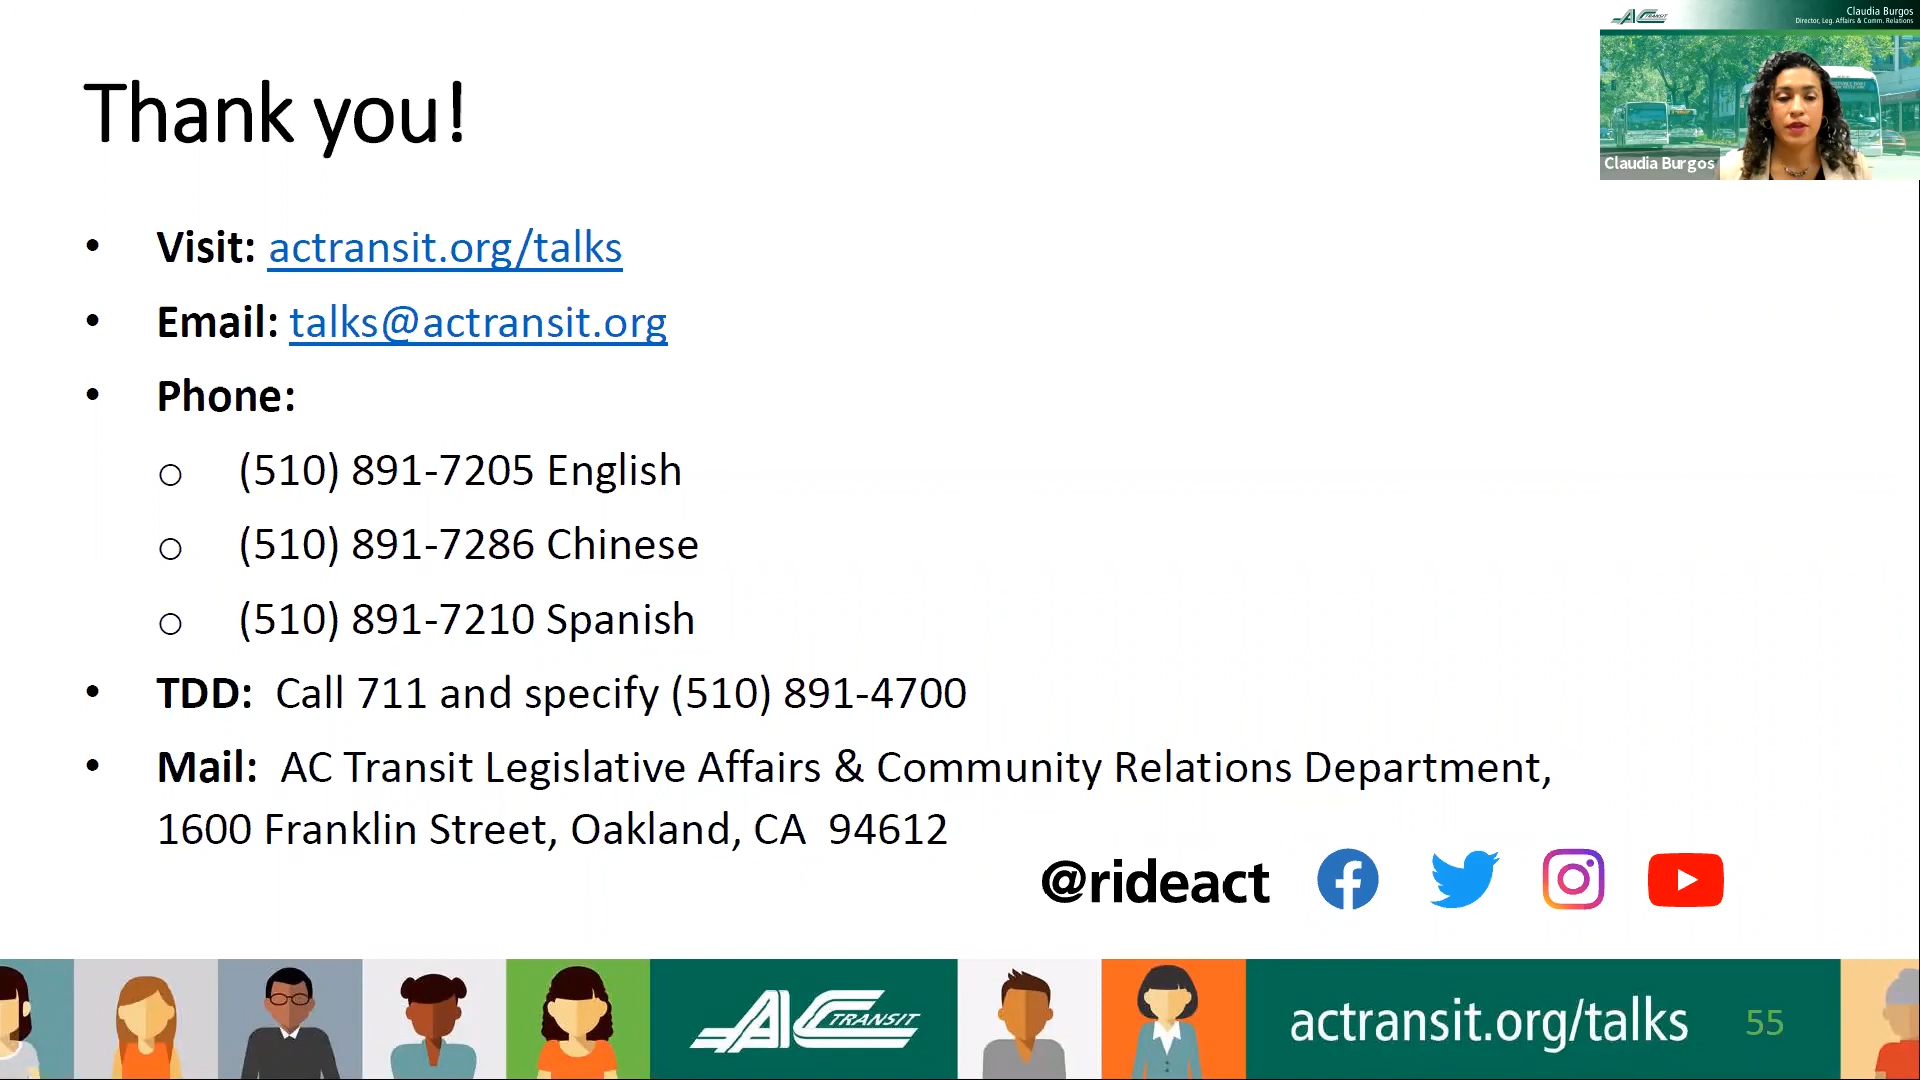 AC TRANSIT
Claudia Burgos
Director, Leg. Affairs & Comm. Relations
Claudia Burgos
Thank you!
• Visit: actransit.org/talks
• Email: talks@actransit.org
• Phone:
o (510) 891-7205 English
o (510) 891-7286 Chinese
o (510) 891-7210 Spanish
• TDD: Call 711 and specify (510) 891-4700
• Mail: AC Transit Legislative Affairs & Community Relations Department,
1600 Franklin Street, Oakland, CA 94612
@rideact
AC TRANSIT
actransit.org/talks 55